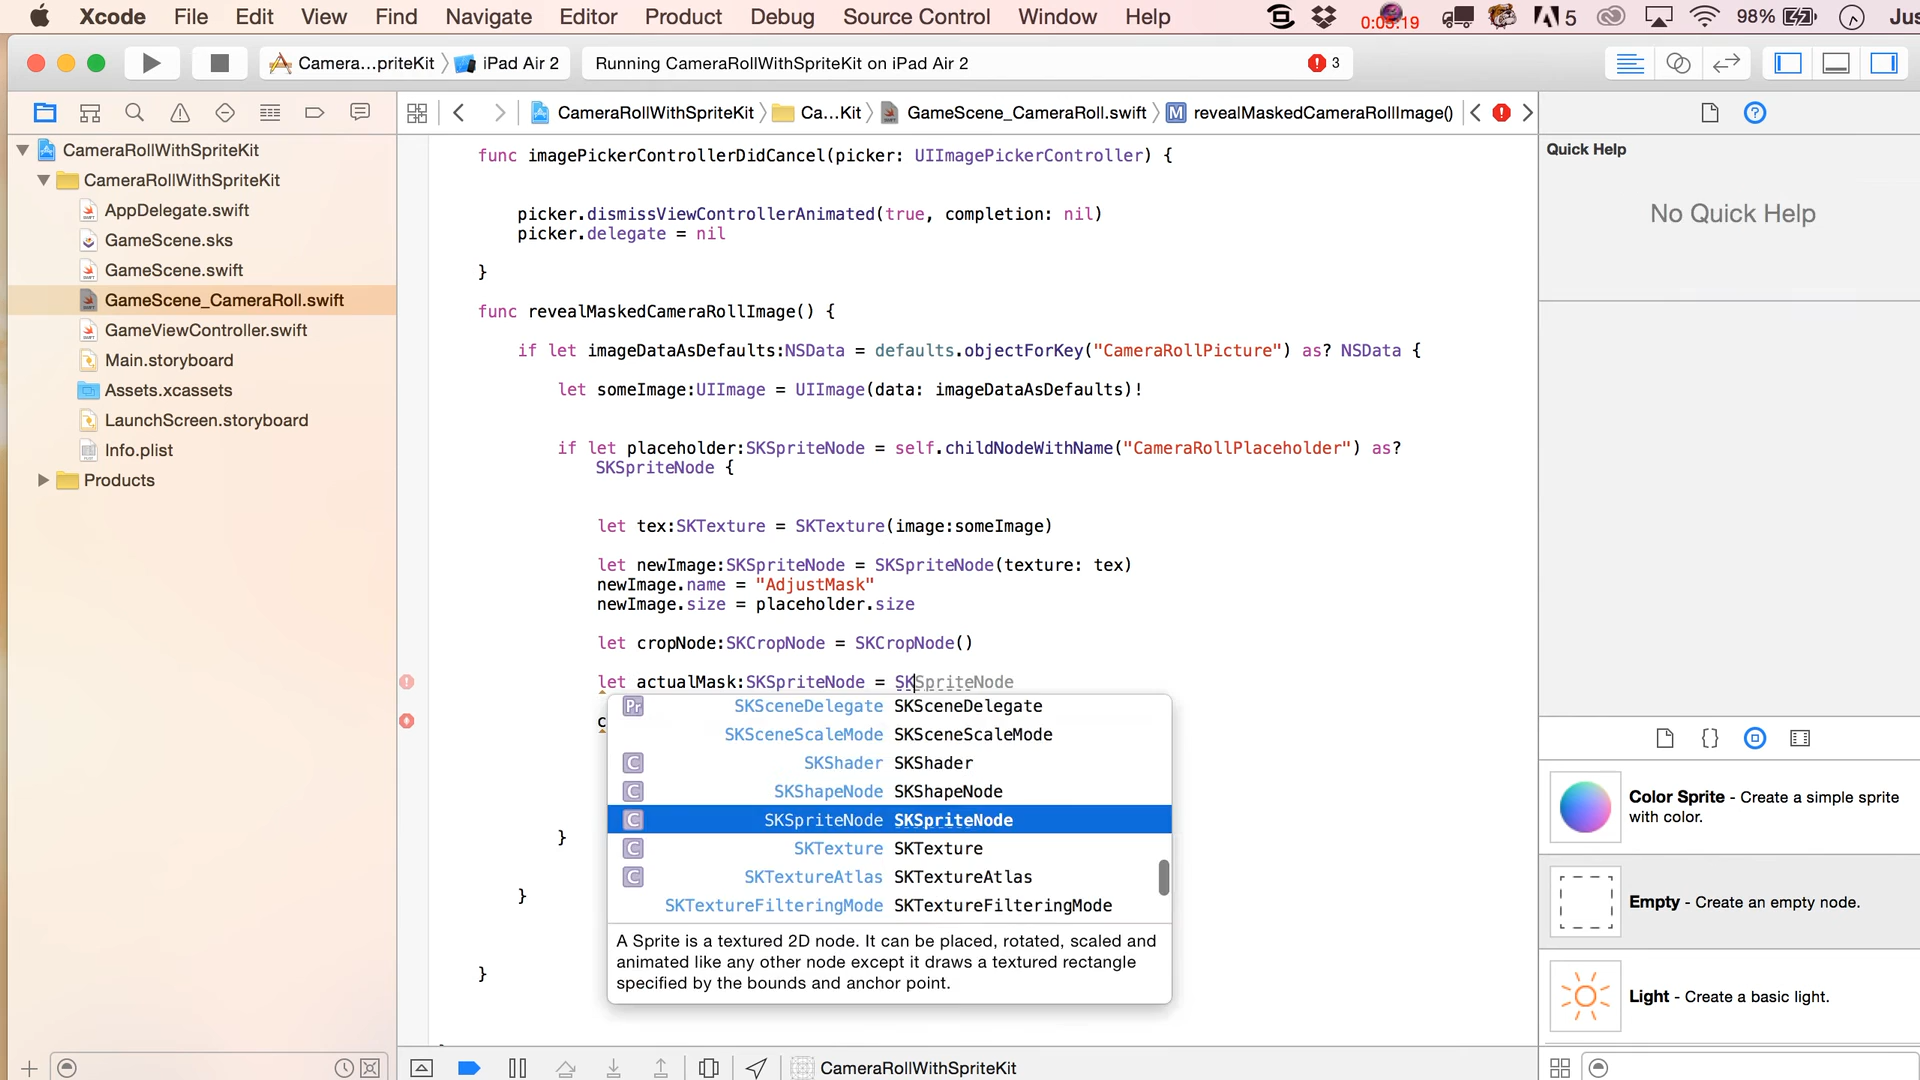 Xcode File Edit View Find Navigate Editor Product Debug Source Control Window Help 0:05:19 5 98% Jus
Camera...priteKit iPad Air 2 Running CameraRollWithSpriteKit on iPad Air 2 3
CameraRollWithSpriteKit Ca...Kit GameScene_CameraRoll.swift M revealMaskedCameraRollImage()
CameraRollWithSpriteKit
CameraRollWithSpriteKit
AppDelegate.swift
GameScene.sks
GameScene.swift
GameScene_CameraRoll.swift
GameViewController.swift
Main.storyboard
Assets.xcassets
LaunchScreen.storyboard
Info.plist
Products
func imagePickerControllerDidCancel(picker: UIImagePickerController) {
picker.dismissViewControllerAnimated(true, completion: nil)
picker.delegate = nil
}
func revealMaskedCameraRollImage() {
if let imageDataAsDefaults:NSData = defaults.objectForKey("CameraRollPicture") as? NSData {
let someImage:UIImage = UIImage(data: imageDataAsDefaults)!
if let placeholder:SKSpriteNode = self.childNodeWithName("CameraRollPlaceholder") as?
SKSpriteNode {
let tex:SKTexture = SKTexture(image:someImage)
let newImage:SKSpriteNode = SKSpriteNode(texture: tex)
newImage.name = "AdjustMask"
newImage.size = placeholder.size
let cropNode:SKCropNode = SKCropNode()
let actualMask:SKSpriteNode = SKSpriteNode
c
Pr SKSceneDelegate SKSceneDelegate
SKSceneScaleMode SKSceneScaleMode
C SKShader SKShader
C SKShapeNode SKShapeNode
C SKSpriteNode SKSpriteNode
C SKTexture SKTexture
C SKTextureAtlas SKTextureAtlas
SKTextureFilteringMode SKTextureFilteringMode
A Sprite is a textured 2D node. It can be placed, rotated, scaled and
animated like any other node except it draws a textured rectangle
specified by the bounds and anchor point.
}
}
}
CameraRollWithSpriteKit
Quick Help
No Quick Help
Color Sprite - Create a simple sprite
with color.
Empty - Create an empty node.
Light - Create a basic light.